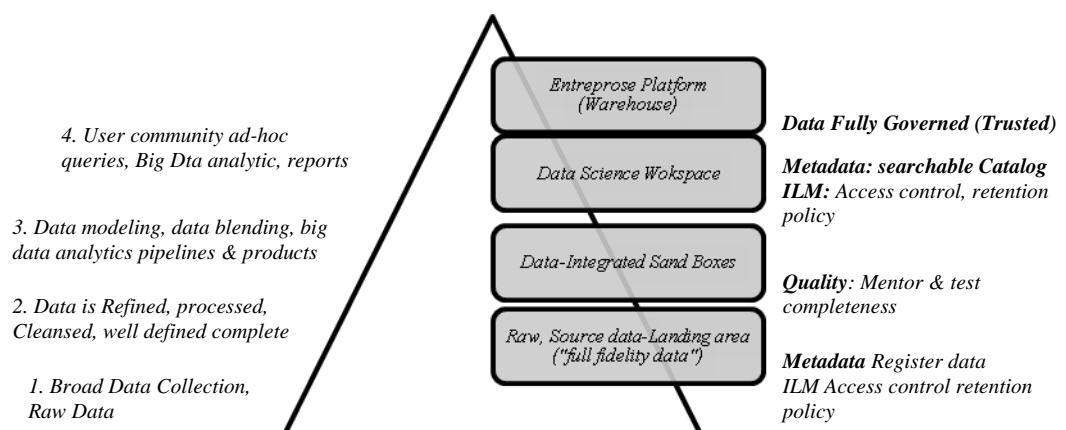 4. User community ad-hoc
queries, Big Dta analytic, reports
3. Data modeling, data blending, big
data analytics pipelines & products
2. Data is Refined, processed,
Cleansed, well defined complete
1. Broad Data Collection,
Raw Data
Entreprose Platform
(Warehouse)
Data Science Wokspace
Data-Integrated Sand Boxes
Raw, Source data-Landing area
("full fidelity data")
Data Fully Governed (Trusted)
Metadata: searchable Catalog
ILM: Access control, retention
policy
Quality: Mentor & test
completeness
Metadata Register data
ILM Access control retention
policy